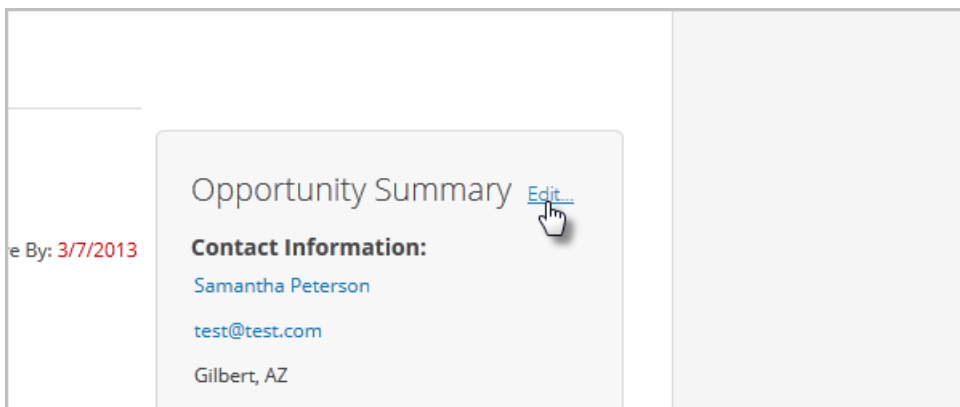 Opportunity Summary Edit...
e By: 3/7/2013
Contact Information:
Samantha Peterson
test@test.com
Gilbert, AZ